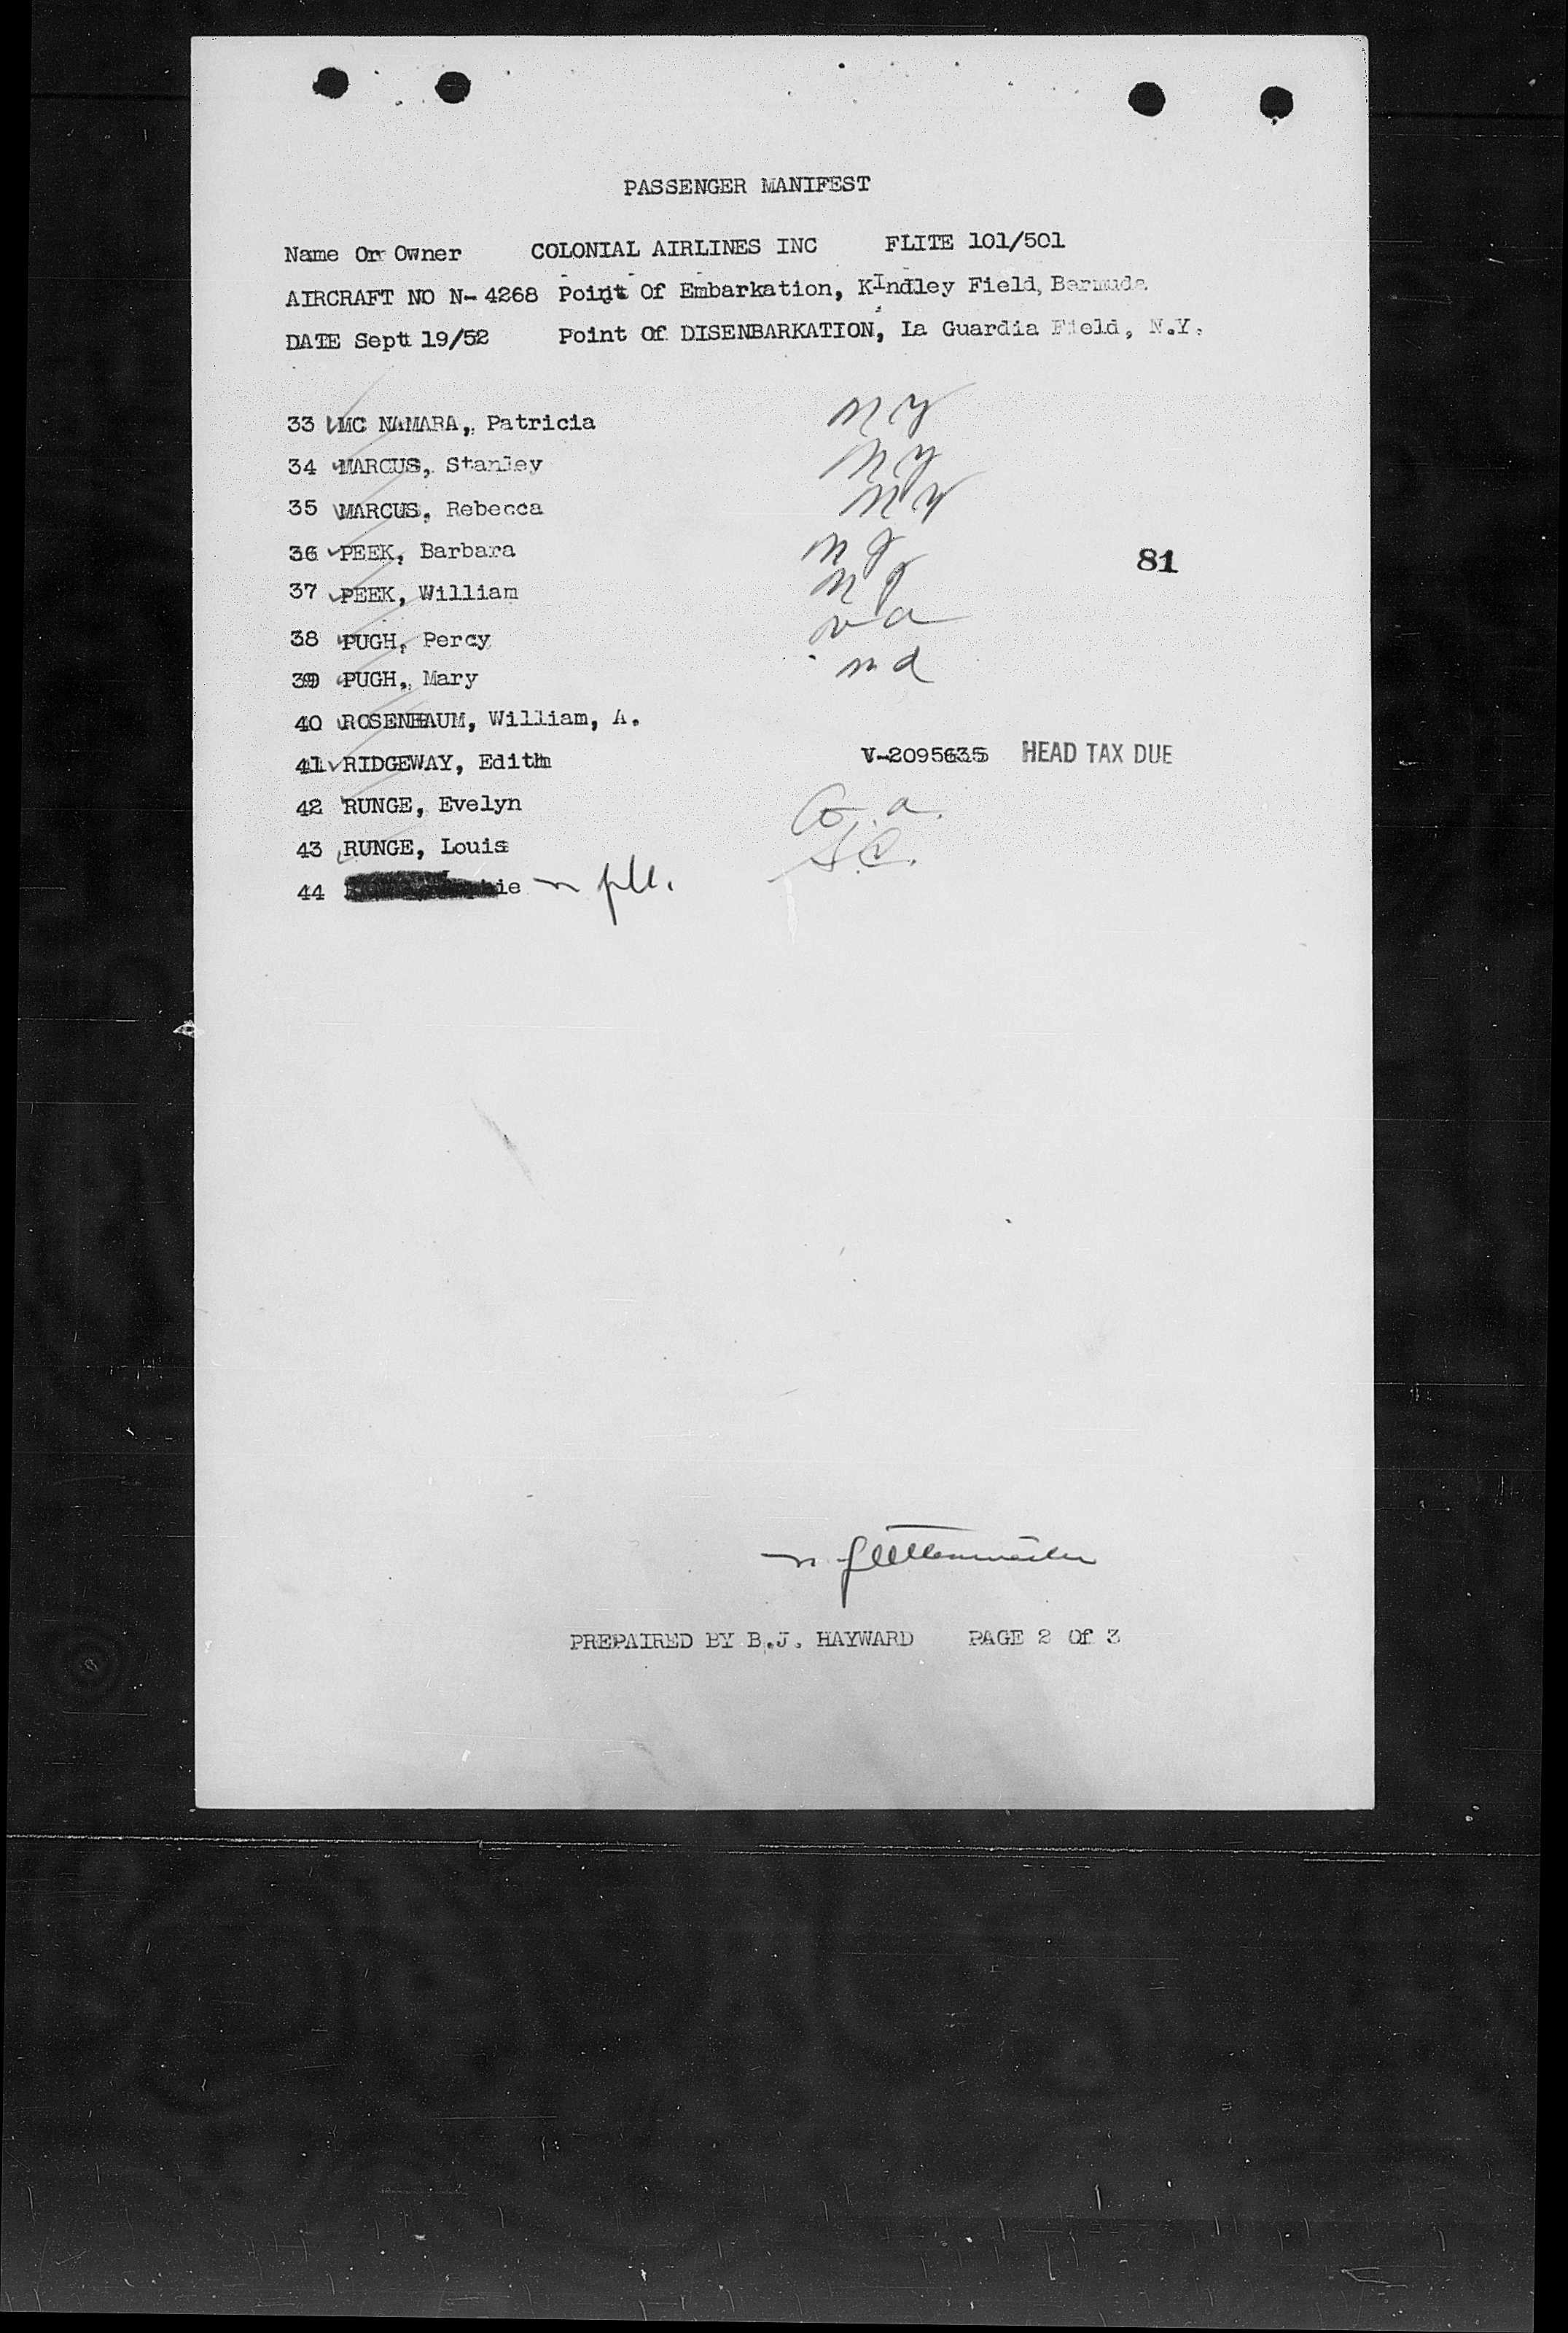 PASSENGER MANIFEST
Name Or Owner COLONIAL AIRLINES INC FLITE 101/501
AIRCRAFT NO N-4268 Point Of Embarkation, KIndley Field, Bermuda
DATE Septt 19/52 Point Of DISENBARKATION, La Guardia Field, N.Y.
33 MC NAMARA, Patricia n y
34 MARCUS, Stanley n y
35 MARCUS, Rebecca n y
36 PEEK, Barbara n J
81
37 PEEK, William n J
38 PUGH, Percy va
39 PUGH, Mary md
40 ROSENBAUM, William, A.
41 RIDGEWAY, Edith V-2095635 HEAD TAX DUE
42 RUNGE, Evelyn
43 RUNGE, Louis
44 ie
PREPAIRED BY B.J. HAYWARD PAGE 2 Of 3